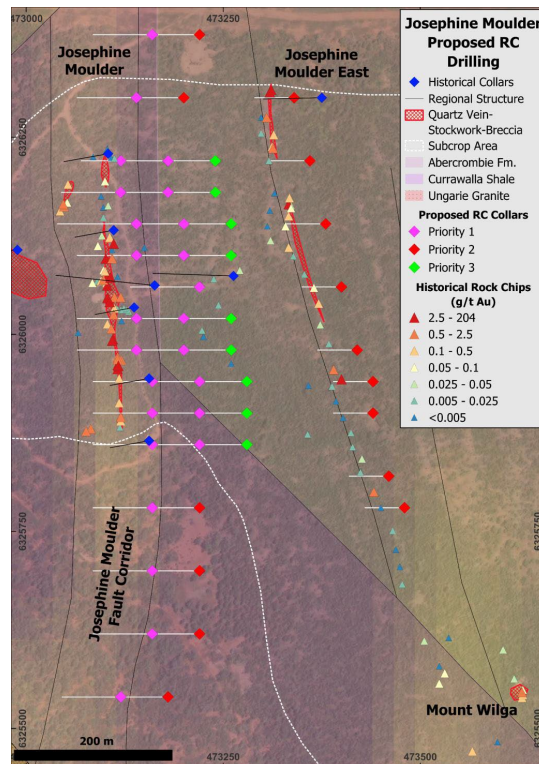 473000
473250
Josephine
Moulder
Josephine
Moulder East
Josephine Moulder
Proposed RC
Drilling
Historical Collars
Regional Structure
Quartz Vein-
Stockwork-Breccia
Subcrop Area
Abercrombie Fm.
Currawalla Shale
Ungarie Granite
Proposed RC Collars
Priority 1
Priority 2
Priority 3
Historical Rock Chips
(g/t Au)
2.5 - 204
0.5 - 2.5
0.1 - 0.5
0.05 - 0.1
0.025 - 0.05
0.005 - 0.025
<0.005
6326250
6326000
6326000
6325750
6325750
Josephine Moulder
Fault Corridor
Mount Wilga
6325500
6325500
200 m
473250
473500